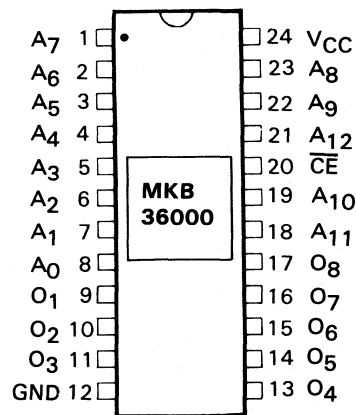 A7 1 24 VCC
A6 2 23 A8
A5 3 22 A9
A4 4 21 A12
A3 5 20 C̅E̅
A2 6 19 A10
A1 7 18 A11
A0 8 17 O8
O1 9 16 O7
O2 10 15 O6
O3 11 14 O5
GND 12 13 O4
MKB
36000